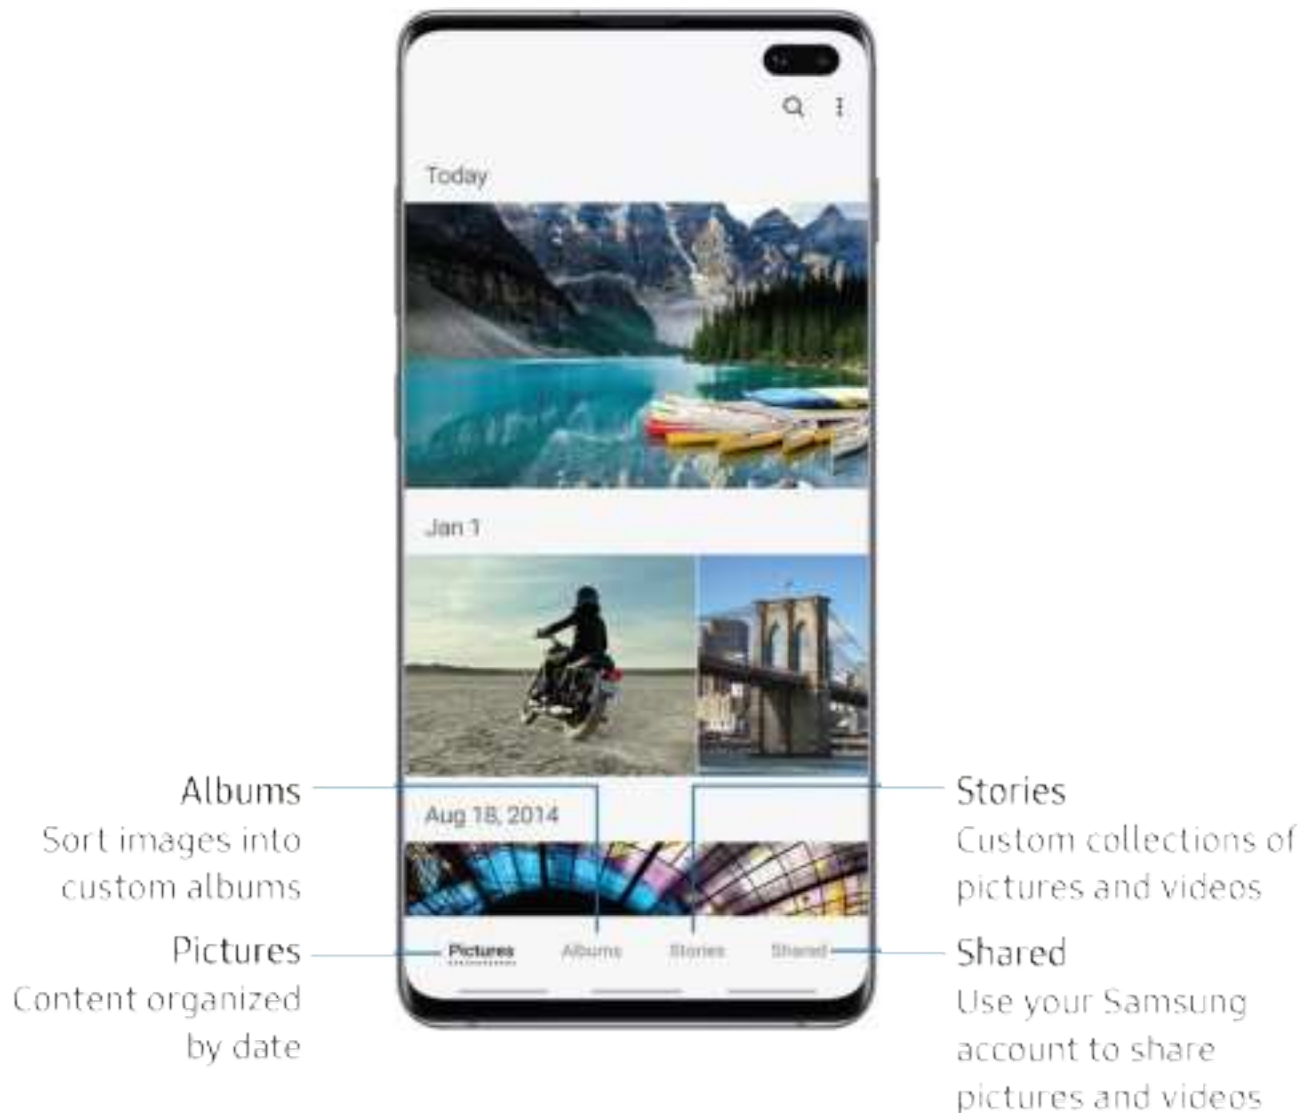 Today
Jan 1
Aug 18, 2014
Pictures Albums Stories Shared
Albums
Sort images into
custom albums
Pictures
Content organized
by date
Stories
Custom collections of
pictures and videos
Shared
Use your Samsung
account to share
pictures and videos